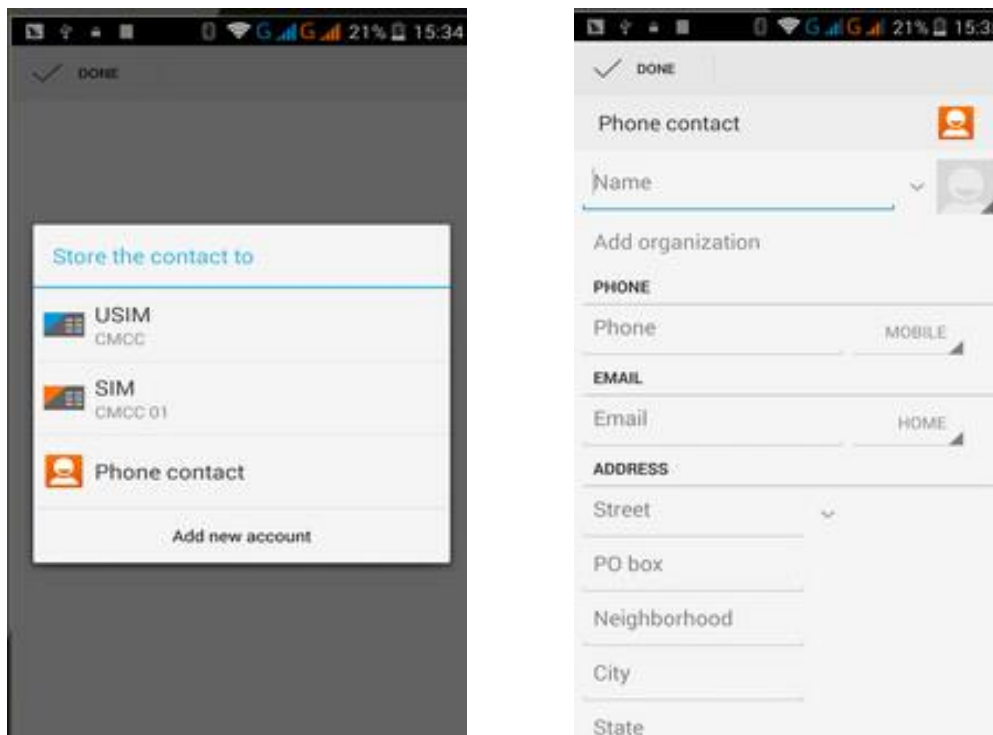 G G 21% 15:34
DONE
Store the contact to
USIM
CMCC
SIM
CMCC 01
Phone contact
Add new account
G G 21% 15:3
DONE
Phone contact
Name
Add organization
PHONE
Phone MOBILE
EMAIL
Email HOME
ADDRESS
Street
PO box
Neighborhood
City
State